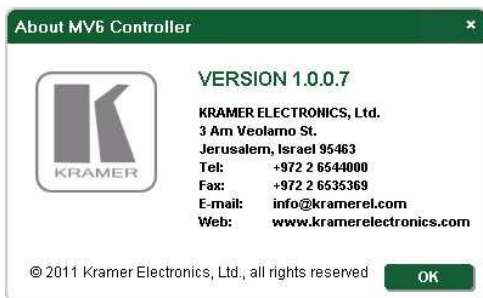 About MV6 Controller
VERSION 1.0.0.7
KRAMER
KRAMER ELECTRONICS, Ltd.
3 Am Veolamo St.
Jerusalem, Israel 95463
Tel: +972 2 6544000
Fax: +972 2 6535369
E-mail: info@kramerel.com
Web: www.kramerelectronics.com
© 2011 Kramer Electronics, Ltd., all rights reserved
OK